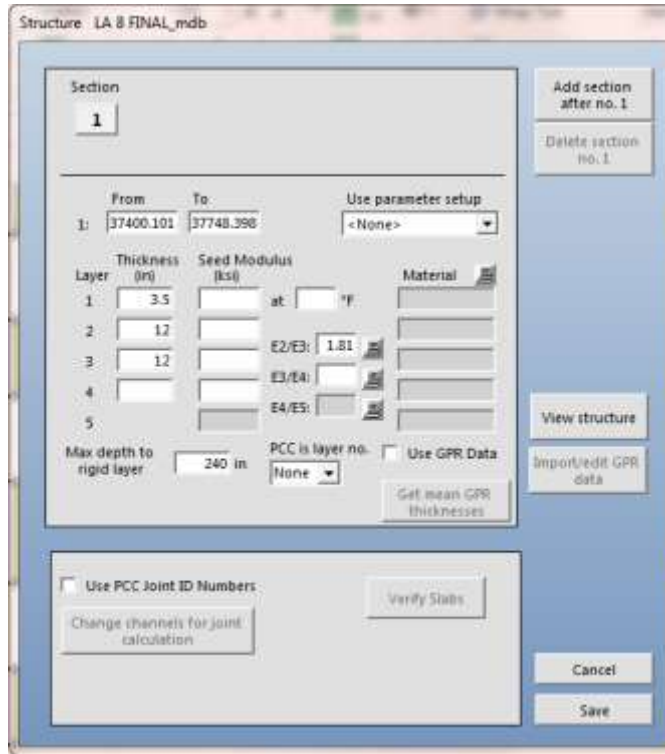 Structure LA 8 FINAL_mdb
Section
1
Add section
after no. 1
Delete section
no. 1
From To Use parameter setup
1: 37400.101 37748.398 <None>
Thickness Seed Modulus
Layer (in) (ksi) Material
1 3.5 at °F
2 12
E2/E3: 1.81
3 12
E3/E4:
4
E4/E5:
5
View structure
Max depth to
rigid layer 240 in
PCC is layer no.
None
Use GPR Data
Import/edit GPR
data
Get mean GPR
thicknesses
Use PCC Joint ID Numbers
Verify Slabs
Change channels for joint
calculation
Cancel
Save